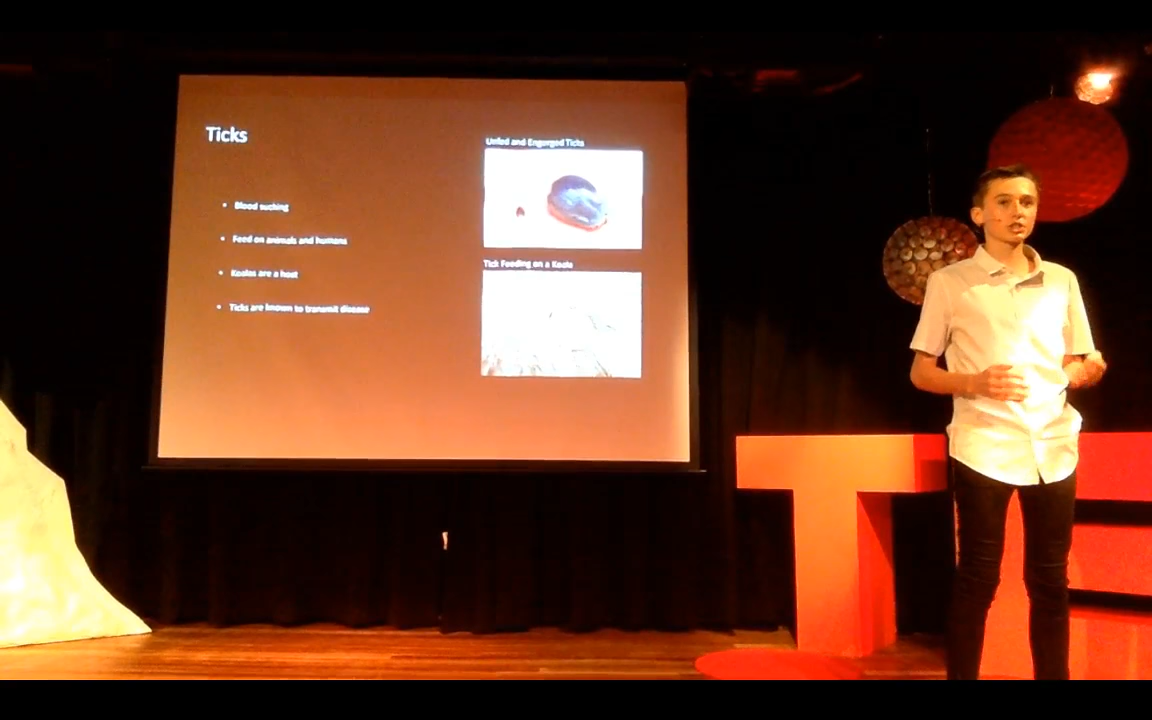 Ticks
• Blood sucking
• Feed on animals and humans
• Koalas are a host
• Ticks are known to transmit disease
Unfed and Engorged Ticks
Tick Feeding on a Koala
TE